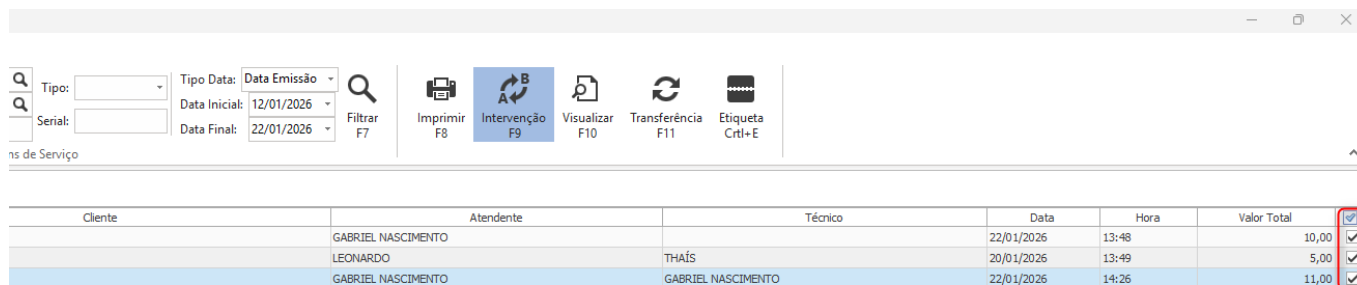 Tipo:
Serial:
Tipo Data: Data Emissão
Data Inicial: 12/01/2026
Data Final: 22/01/2026
Filtrar
F7
Imprimir
F8
B
A
Intervenção
F9
Visualizar
F10
Transferência
F11
Etiqueta
Crtl+E
ns de Serviço
Cliente Atendente Técnico Data Hora Valor Total
GABRIEL NASCIMENTO 22/01/2026 13:48 10,00
LEONARDO THAÍS 20/01/2026 13:49 5,00
GABRIEL NASCIMENTO GABRIEL NASCIMENTO 22/01/2026 14:26 11,00